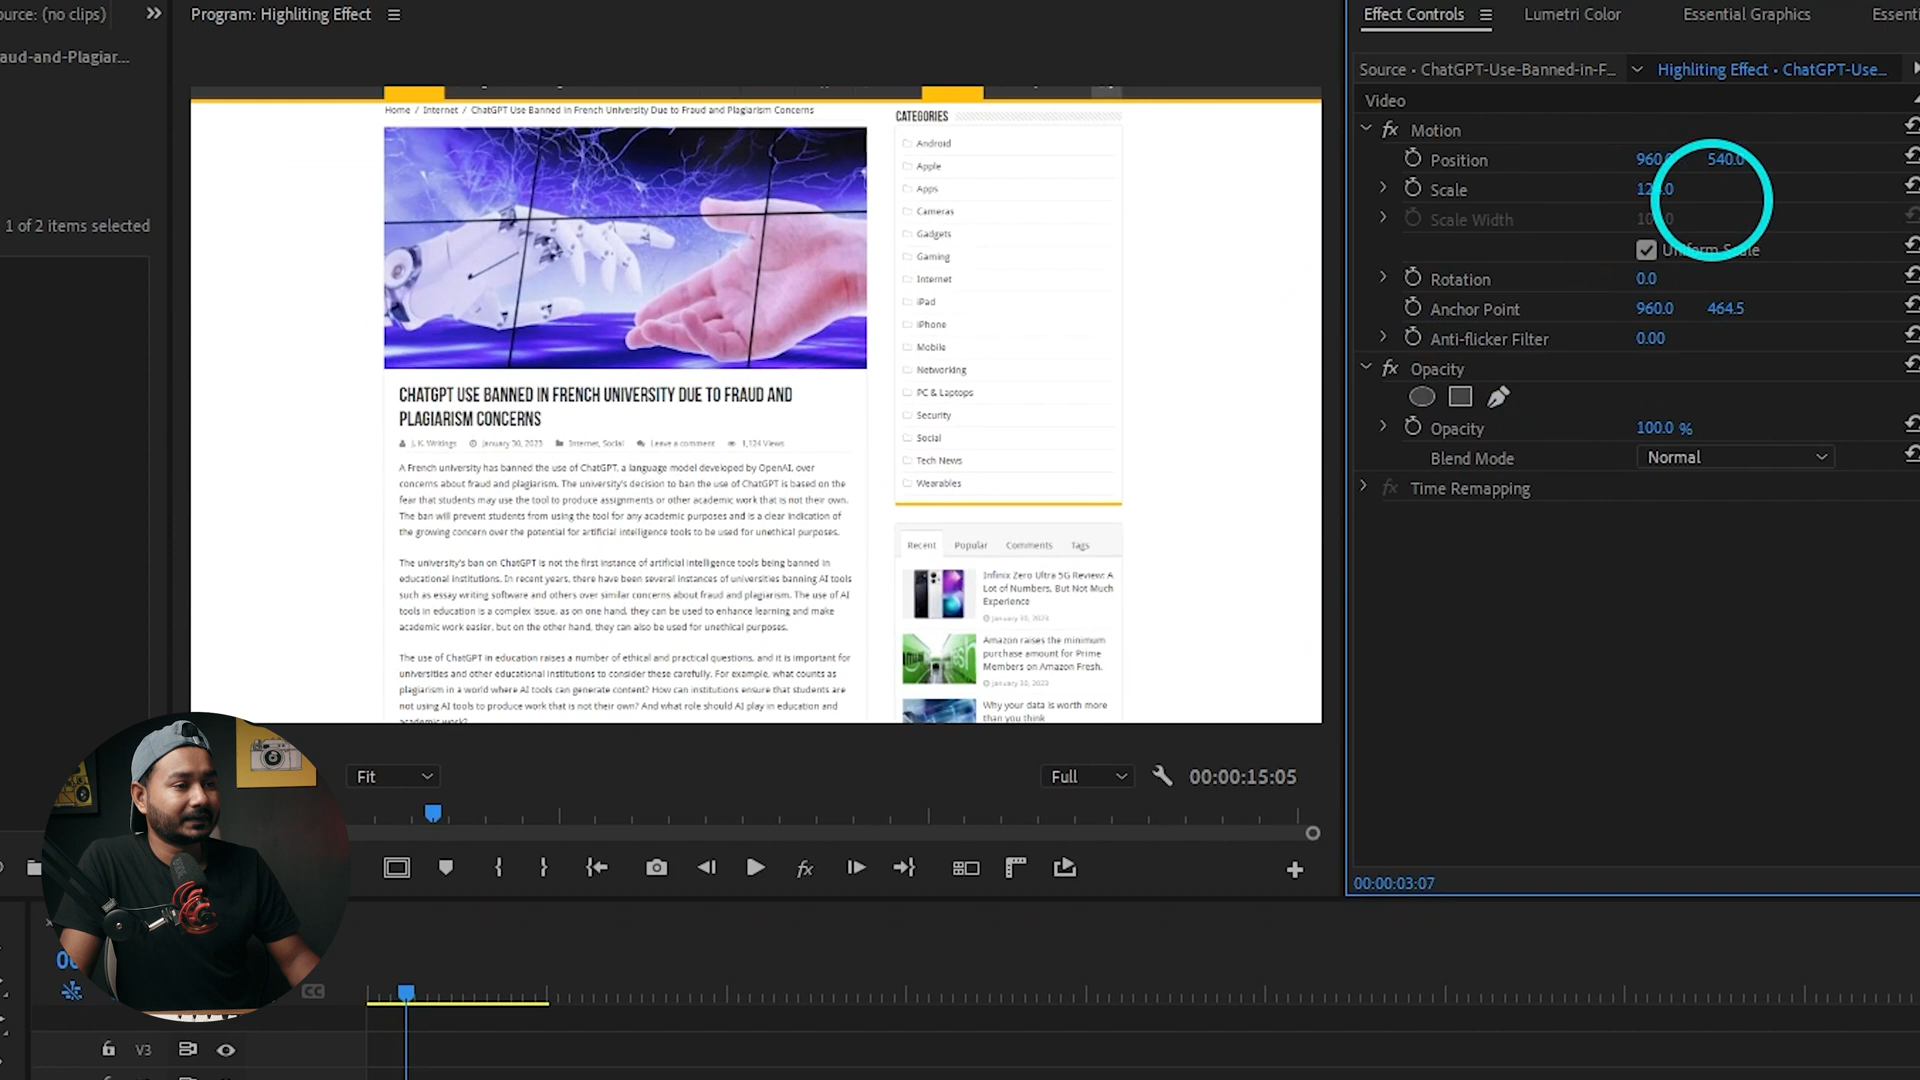 ource: (no clips)
Program: Highliting Effect
Effect Controls
Lumetri Color
Essential Graphics
Essenti
aud-and-Plagiar...
Source • ChatGPT-Use-Banned-in-F...
Highliting Effect • ChatGPT-Use...
Video
fx Motion
Position 960.0 540.0
Scale
Scale Width
Uniform Scale
Rotation 0.0
Anchor Point 960.0 464.5
Anti-flicker Filter 0.00
fx Opacity
Opacity 100.0 %
Blend Mode Normal
fx Time Remapping
00:00:03:07
1 of 2 items selected
Home / Internet / ChatGPT Use Banned in French University Due to Fraud and Plagiarism Concerns
CHATGPT USE BANNED IN FRENCH UNIVERSITY DUE TO FRAUD AND
PLAGIARISM CONCERNS
J. K. Writings January 30, 2023 Internet, Social Leave a comment 1,124 Views
A French university has banned the use of ChatGPT, a language model developed by OpenAI, over
concerns about fraud and plagiarism. The university's decision to ban the use of ChatGPT is based on the
fear that students may use the tool to produce assignments or other academic work that is not their own.
The ban will prevent students from using the tool for any academic purposes and is a clear indication of
the growing concern over the potential for artificial intelligence tools to be used for unethical purposes.
The university's ban on ChatGPT is not the first instance of artificial intelligence tools being banned in
educational institutions. In recent years, there have been several instances of universities banning AI tools
such as essay writing software and others over similar concerns about fraud and plagiarism. The use of AI
tools in education is a complex issue, as on one hand, they can be used to enhance learning and make
academic work easier, but on the other hand, they can also be used for unethical purposes.
The use of ChatGPT in education raises a number of ethical and practical questions, and it is important for
universities and other educational institutions to consider these carefully. For example, what counts as
plagiarism in a world where AI tools can generate content? How can institutions ensure that students are
not using AI tools to produce work that is not their own? And what role should AI play in education and
academic work?
CATEGORIES
Android
Apple
Apps
Cameras
Gadgets
Gaming
Internet
iPad
iPhone
Mobile
Networking
PC & Laptops
Security
Social
Tech News
Wearables
Recent Popular Comments Tags
Infinix Zero Ultra 5G Review: A
Lot of Numbers, But Not Much
Experience
January 30, 2023
Amazon raises the minimum
purchase amount for Prime
Members on Amazon Fresh.
January 30, 2023
Why your data is worth more
than you think
Fit
Full
00:00:15:05
fx
00
CC
V3